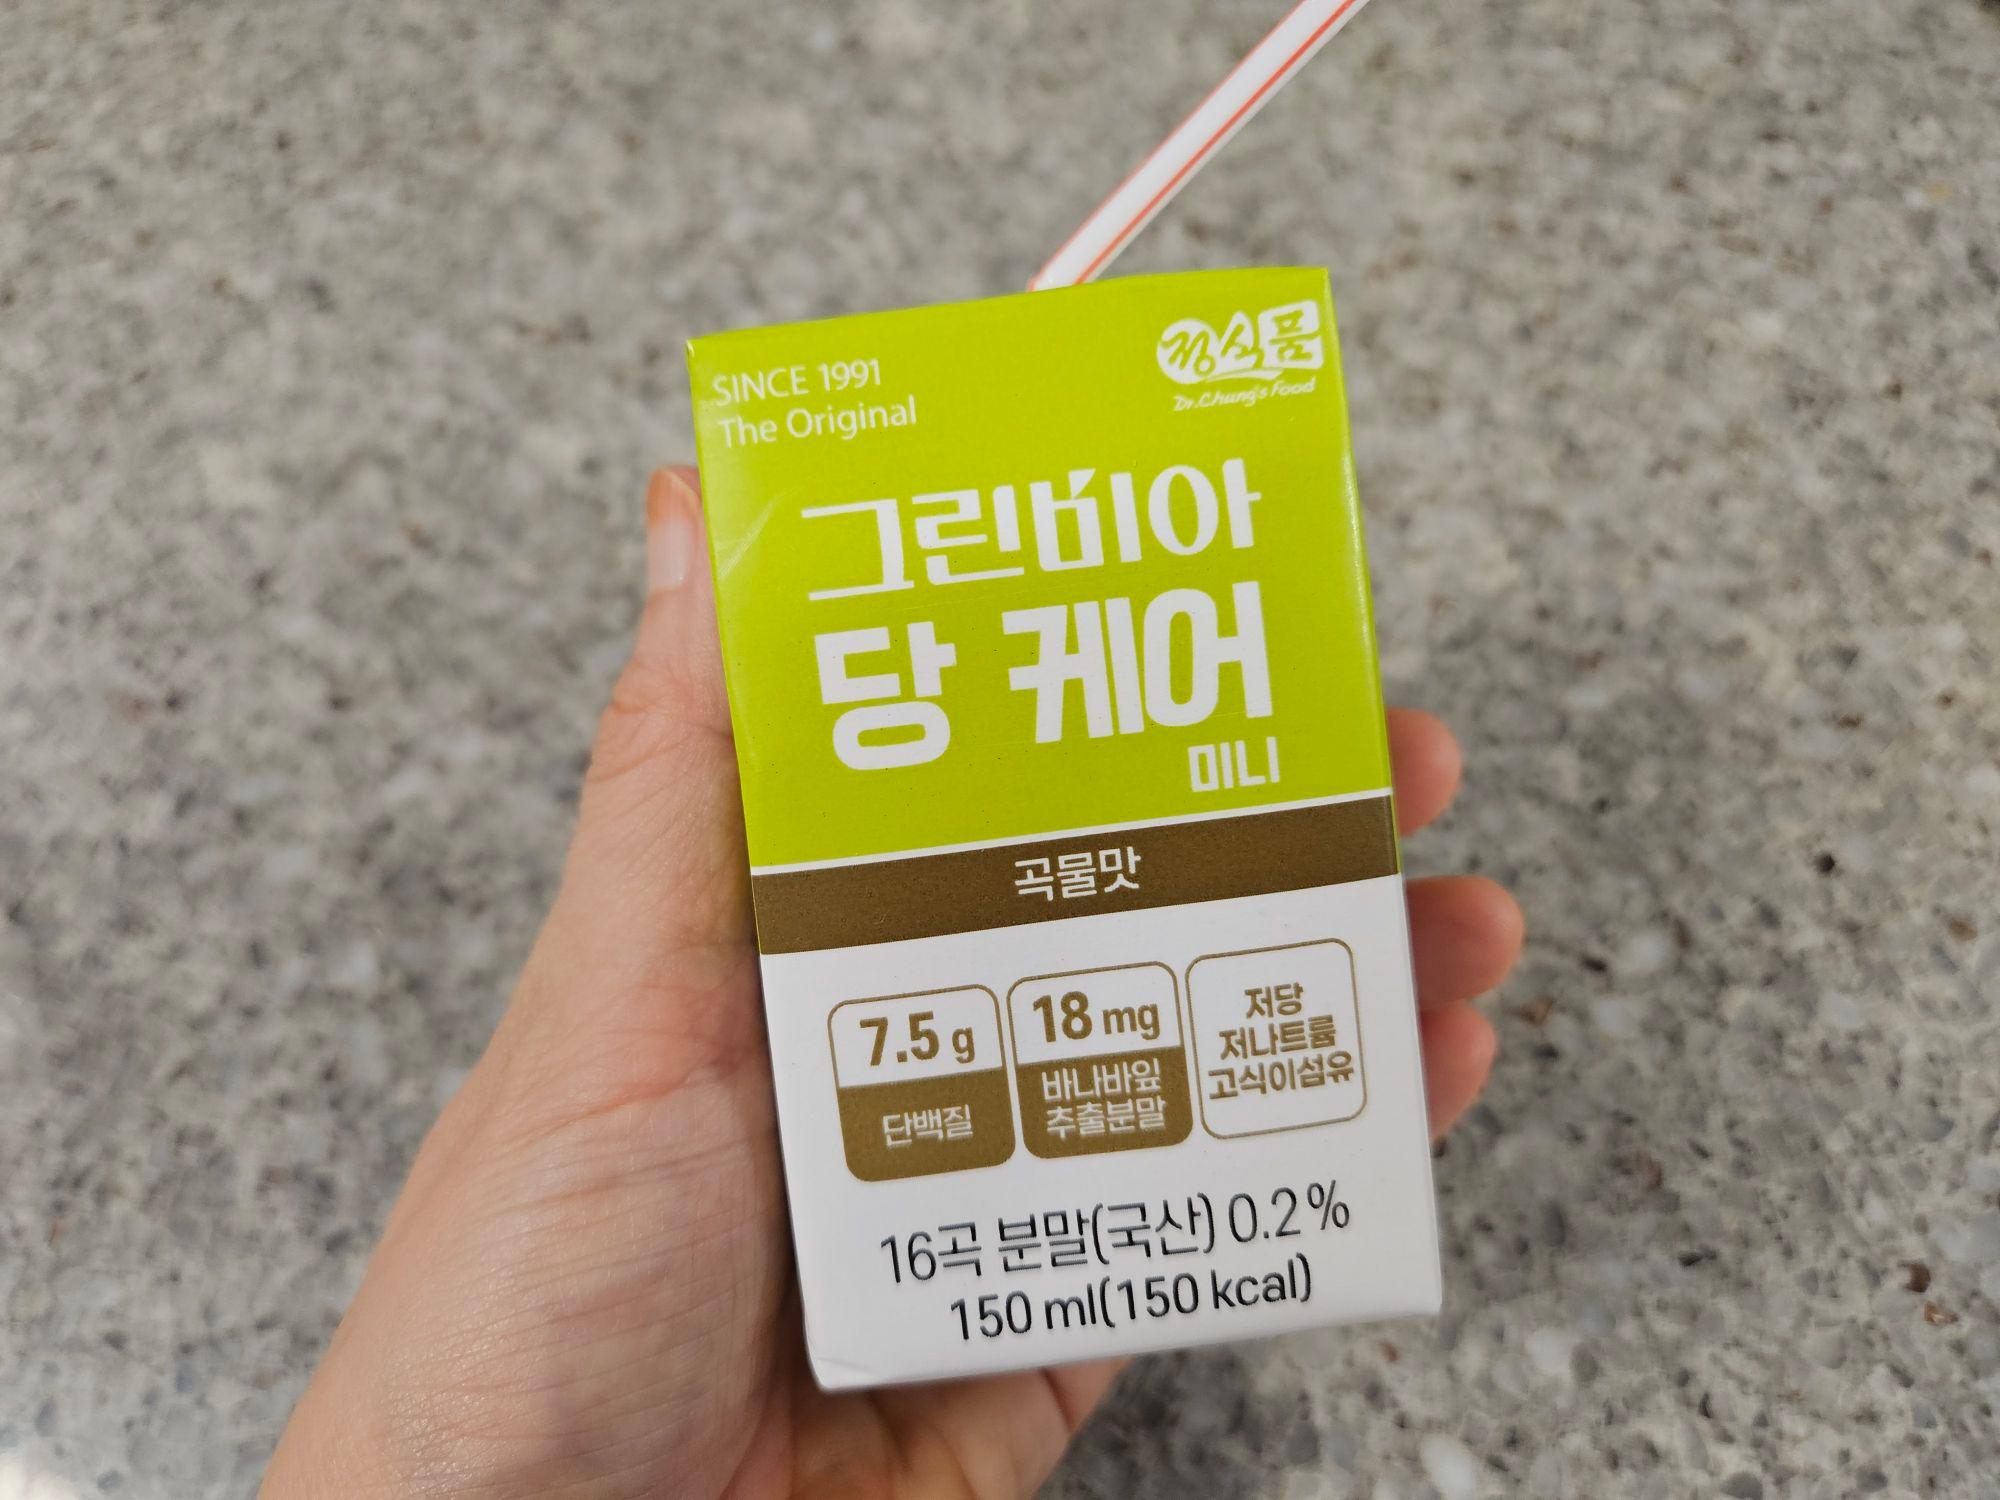 SINCE 1991
The Original
정식품
Dr.Chung's Food
그린비아
당 케어
미니
곡물맛
7.5 g
단백질
18 mg
바나바잎
추출분말
저당
저나트륨
고식이섬유
16곡 분말(국산) 0.2%
150 ml(150 kcal)